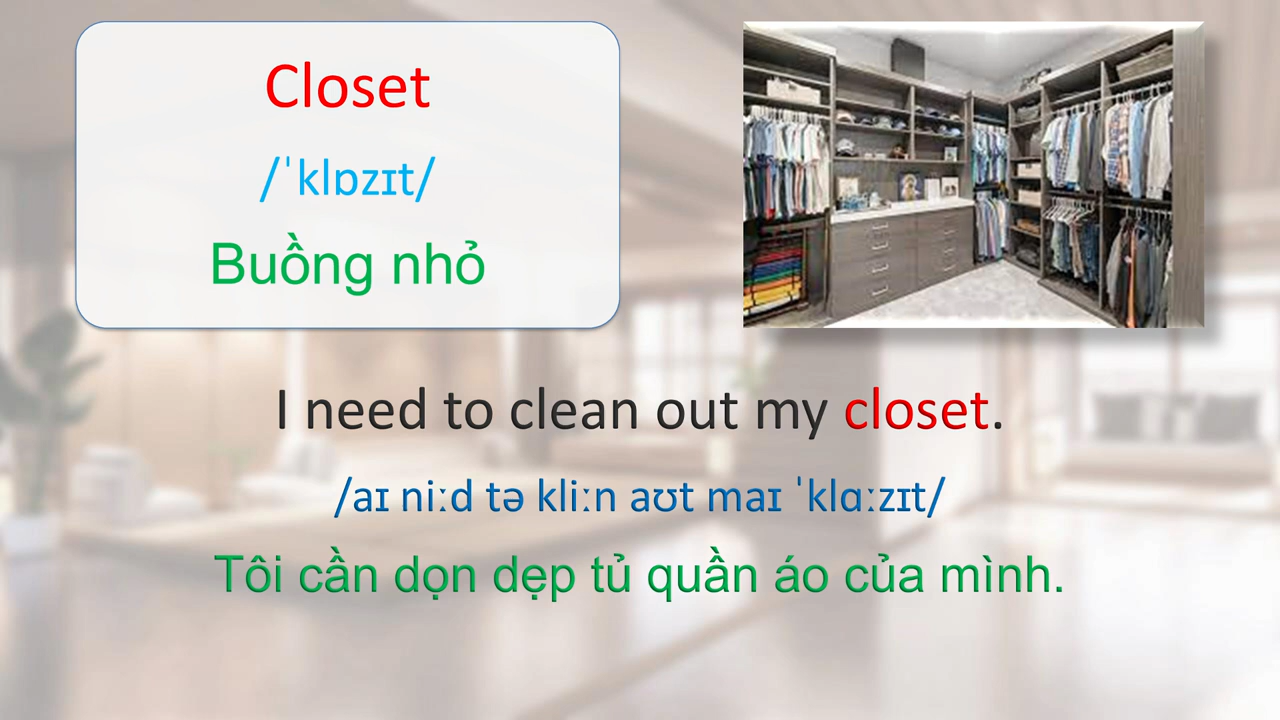 Closet
/ˈklɒzɪt/
Buồng nhỏ
I need to clean out my closet.
/aɪ niːd tə kliːn aʊt maɪ ˈklɑːzɪt/
Tôi cần dọn dẹp tủ quần áo của mình.